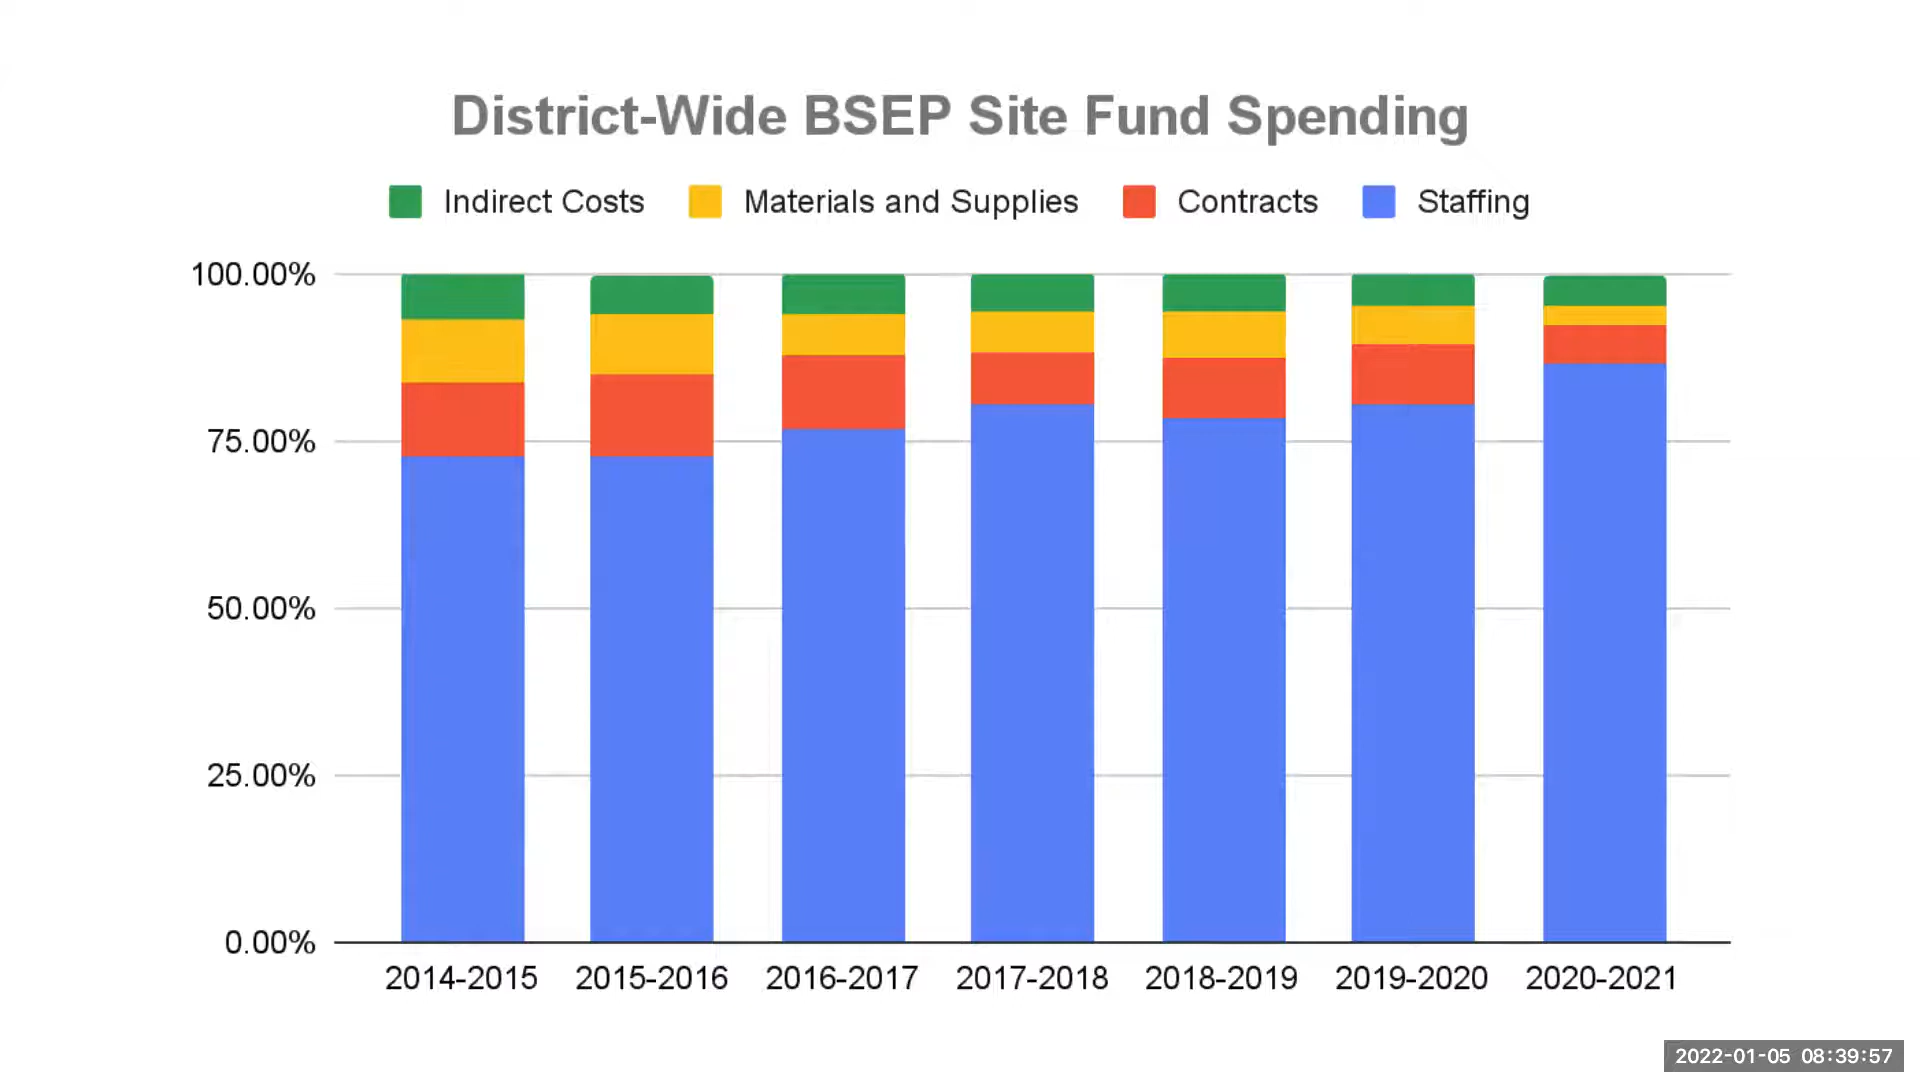 District-Wide BSEP Site Fund Spending
Indirect Costs Materials and Supplies Contracts Staffing
100.00%
75.00%
50.00%
25.00%
0.00%
2014-2015 2015-2016 2016-2017 2017-2018 2018-2019 2019-2020 2020-2021
2022-01-05 08:39:57